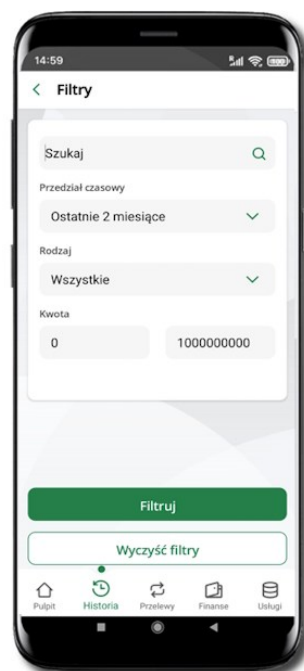 14:59
Filtry
Szukaj
Przedział czasowy
Ostatnie 2 miesiące
Rodzaj
Wszystkie
Kwota
0 1000000000
Filtruj
Wyczyść filtry
Pulpit Historia Przelewy Finanse Usługi